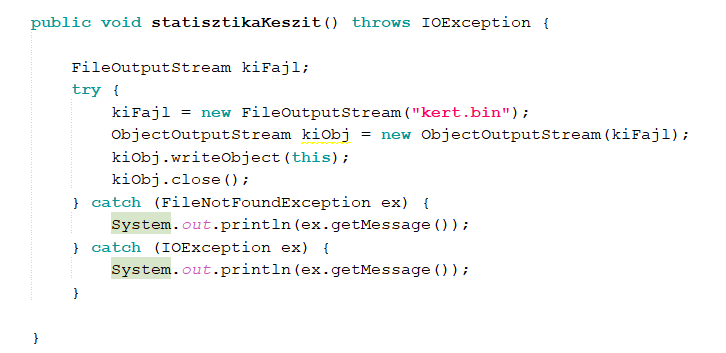 public void statisztikaKeszit() throws IOException {
FileOutputStream kiFajl;
try {
kiFajl = new FileOutputStream("kert.bin");
ObjectOutputStream kiObj = new ObjectOutputStream(kiFajl);
kiObj.writeObject(this);
kiObj.close();
} catch (FileNotFoundException ex) {
System.out.println(ex.getMessage());
} catch (IOException ex) {
System.out.println(ex.getMessage());
}
}